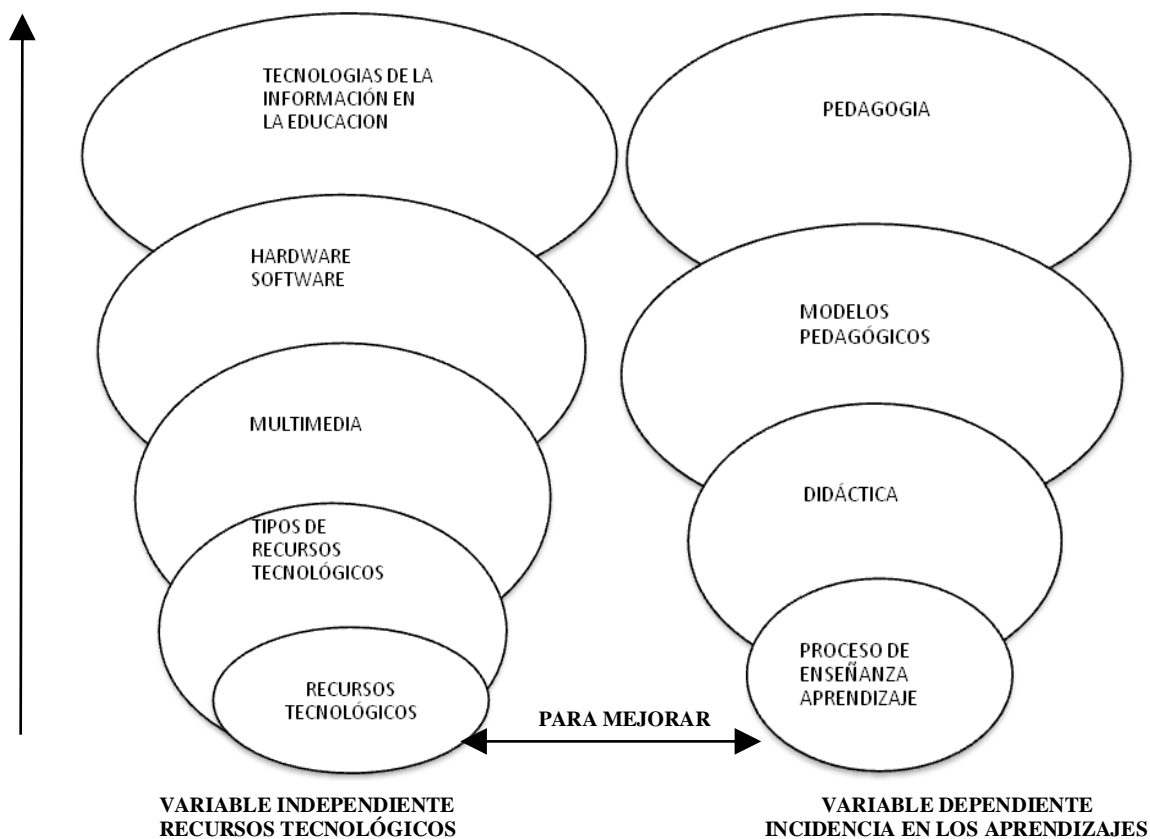 TECNOLOGIAS DE LA
INFORMACIÓN EN
LA EDUCACION
HARDWARE
SOFTWARE
MULTIMEDIA
TIPOS DE
RECURSOS
TECNOLÓGICOS
RECURSOS
TECNOLÓGICOS
PEDAGOGIA
MODELOS
PEDAGÓGICOS
DIDÁCTICA
PROCESO DE
ENSEÑANZA
APRENDIZAJE
PARA MEJORAR
VARIABLE INDEPENDIENTE
RECURSOS TECNOLÓGICOS
VARIABLE DEPENDIENTE
INCIDENCIA EN LOS APRENDIZAJES